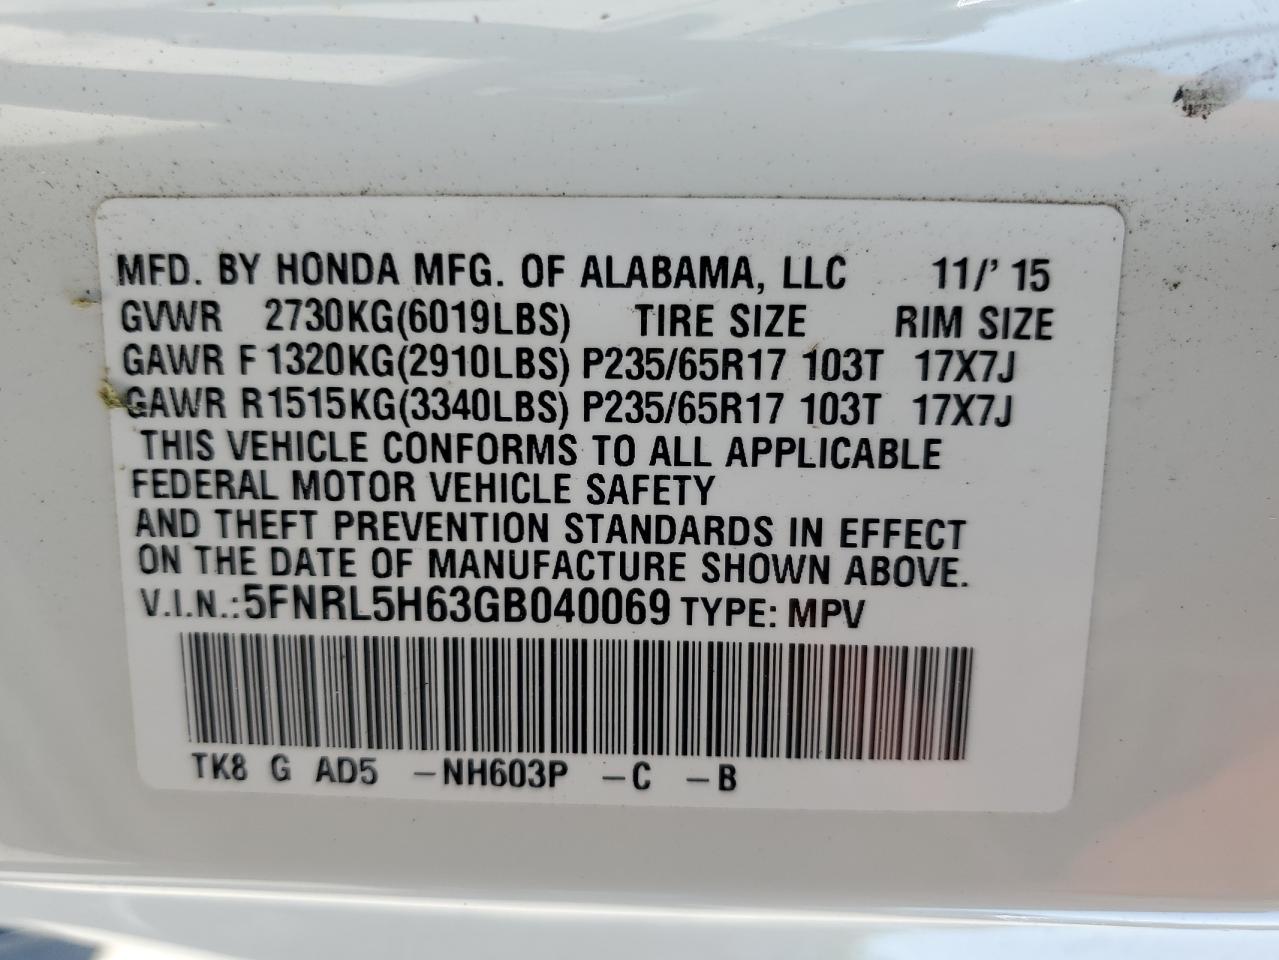 MFD. BY HONDA MFG. OF ALABAMA, LLC 11/' 15
GVWR 2730KG(6019LBS) TIRE SIZE RIM SIZE
GAWR F 1320KG(2910LBS) P235/65R17 103T 17X7J
GAWR R1515KG(3340LBS) P235/65R17 103T 17X7J
THIS VEHICLE CONFORMS TO ALL APPLICABLE
FEDERAL MOTOR VEHICLE SAFETY
AND THEFT PREVENTION STANDARDS IN EFFECT
ON THE DATE OF MANUFACTURE SHOWN ABOVE.
V.I.N.:5FNRL5H63GB040069 TYPE: MPV
TK8 G AD5 -NH603P -C -B